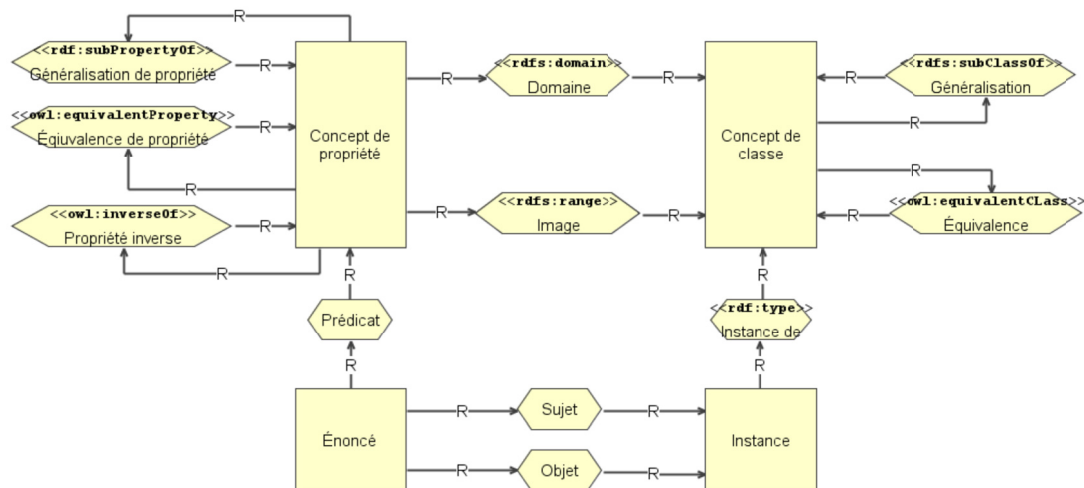 R
<<rdf:subPropertyOf>>
Généralisation de propriété
R
<<owl:equivalentProperty>>
Égiuvalence de propriété
R
R
<<owl:inverseOf>>
Propriété inverse
R
R
Concept de
propriété
R
<<rdfs:domain>>
Domaine
R
R
<<rdfs:range>>
Image
R
Concept de
classe
R
<<rdfs:subClassOf>>
Généralisation
R
R
<<owl:equivalentCLass>>
Équivalence
R
R
Prédicat
R
R
<<rdf:type>>
Instance de
R
Énoncé
R
Sujet
R
R
Objet
R
Instance